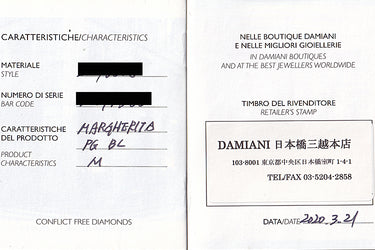 CARATTERISTICHE/CHARACTERISTICS
MATERIALE
STYLE
NUMERO DI SERIE
BAR CODE
CARATTERISTICHE
DEL PRODOTTO
PRODUCT
CHARACTERISTICS
MARGHERITA
PG BL
M
CONFLICT FREE DIAMONDS
NELLE BOUTIQUE DAMIANI
E NELLE MIGLIORI GIOIELLERIE
IN DAMIANI BOUTIQUES
AND AT THE BEST JEWELLERS WORLDWIDE
TIMBRO DEL RIVENDITORE
RETAILER'S STAMP
DAMIANI 日本橋三越本店
103-8001 東京都中央区日本橋室町 1-4-1
TEL/FAX 03-5204-2858
DATA/DATE 2020.3.21